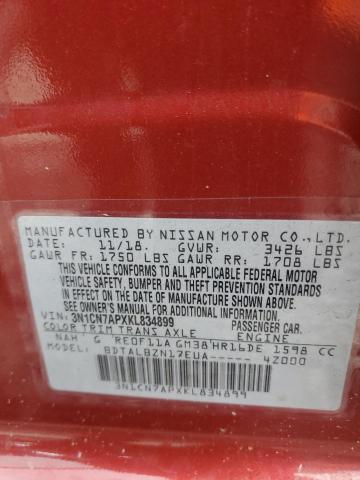 MANUFACTURED BY NISSAN MOTOR CO., LTD.
DATE: 11/18. GVWR: 3426 LBS
GAWR FR: 1750 LBS GAWR RR: 1708 LBS
THIS VEHICLE CONFORMS TO ALL APPLICABLE FEDERAL MOTOR
VEHICLE SAFETY, BUMPER, AND THEFT PREVENTION STANDARDS
IN EFFECT ON THE DATE OF MANUFACTURE SHOWN ABOVE.
SEE OWNER'S MANUAL FOR ADDITIONAL INFORMATION.
VIN: 3N1CN7APXKL834899 PASSENGER CAR
COLOR TRIM TRANS AXLE ENGINE
NAH G RE0F11A GM38 HR16DE 1598 CC
MODEL: BDTALBZN17EUA----- 4Z000
3N1CN7APXKL834899